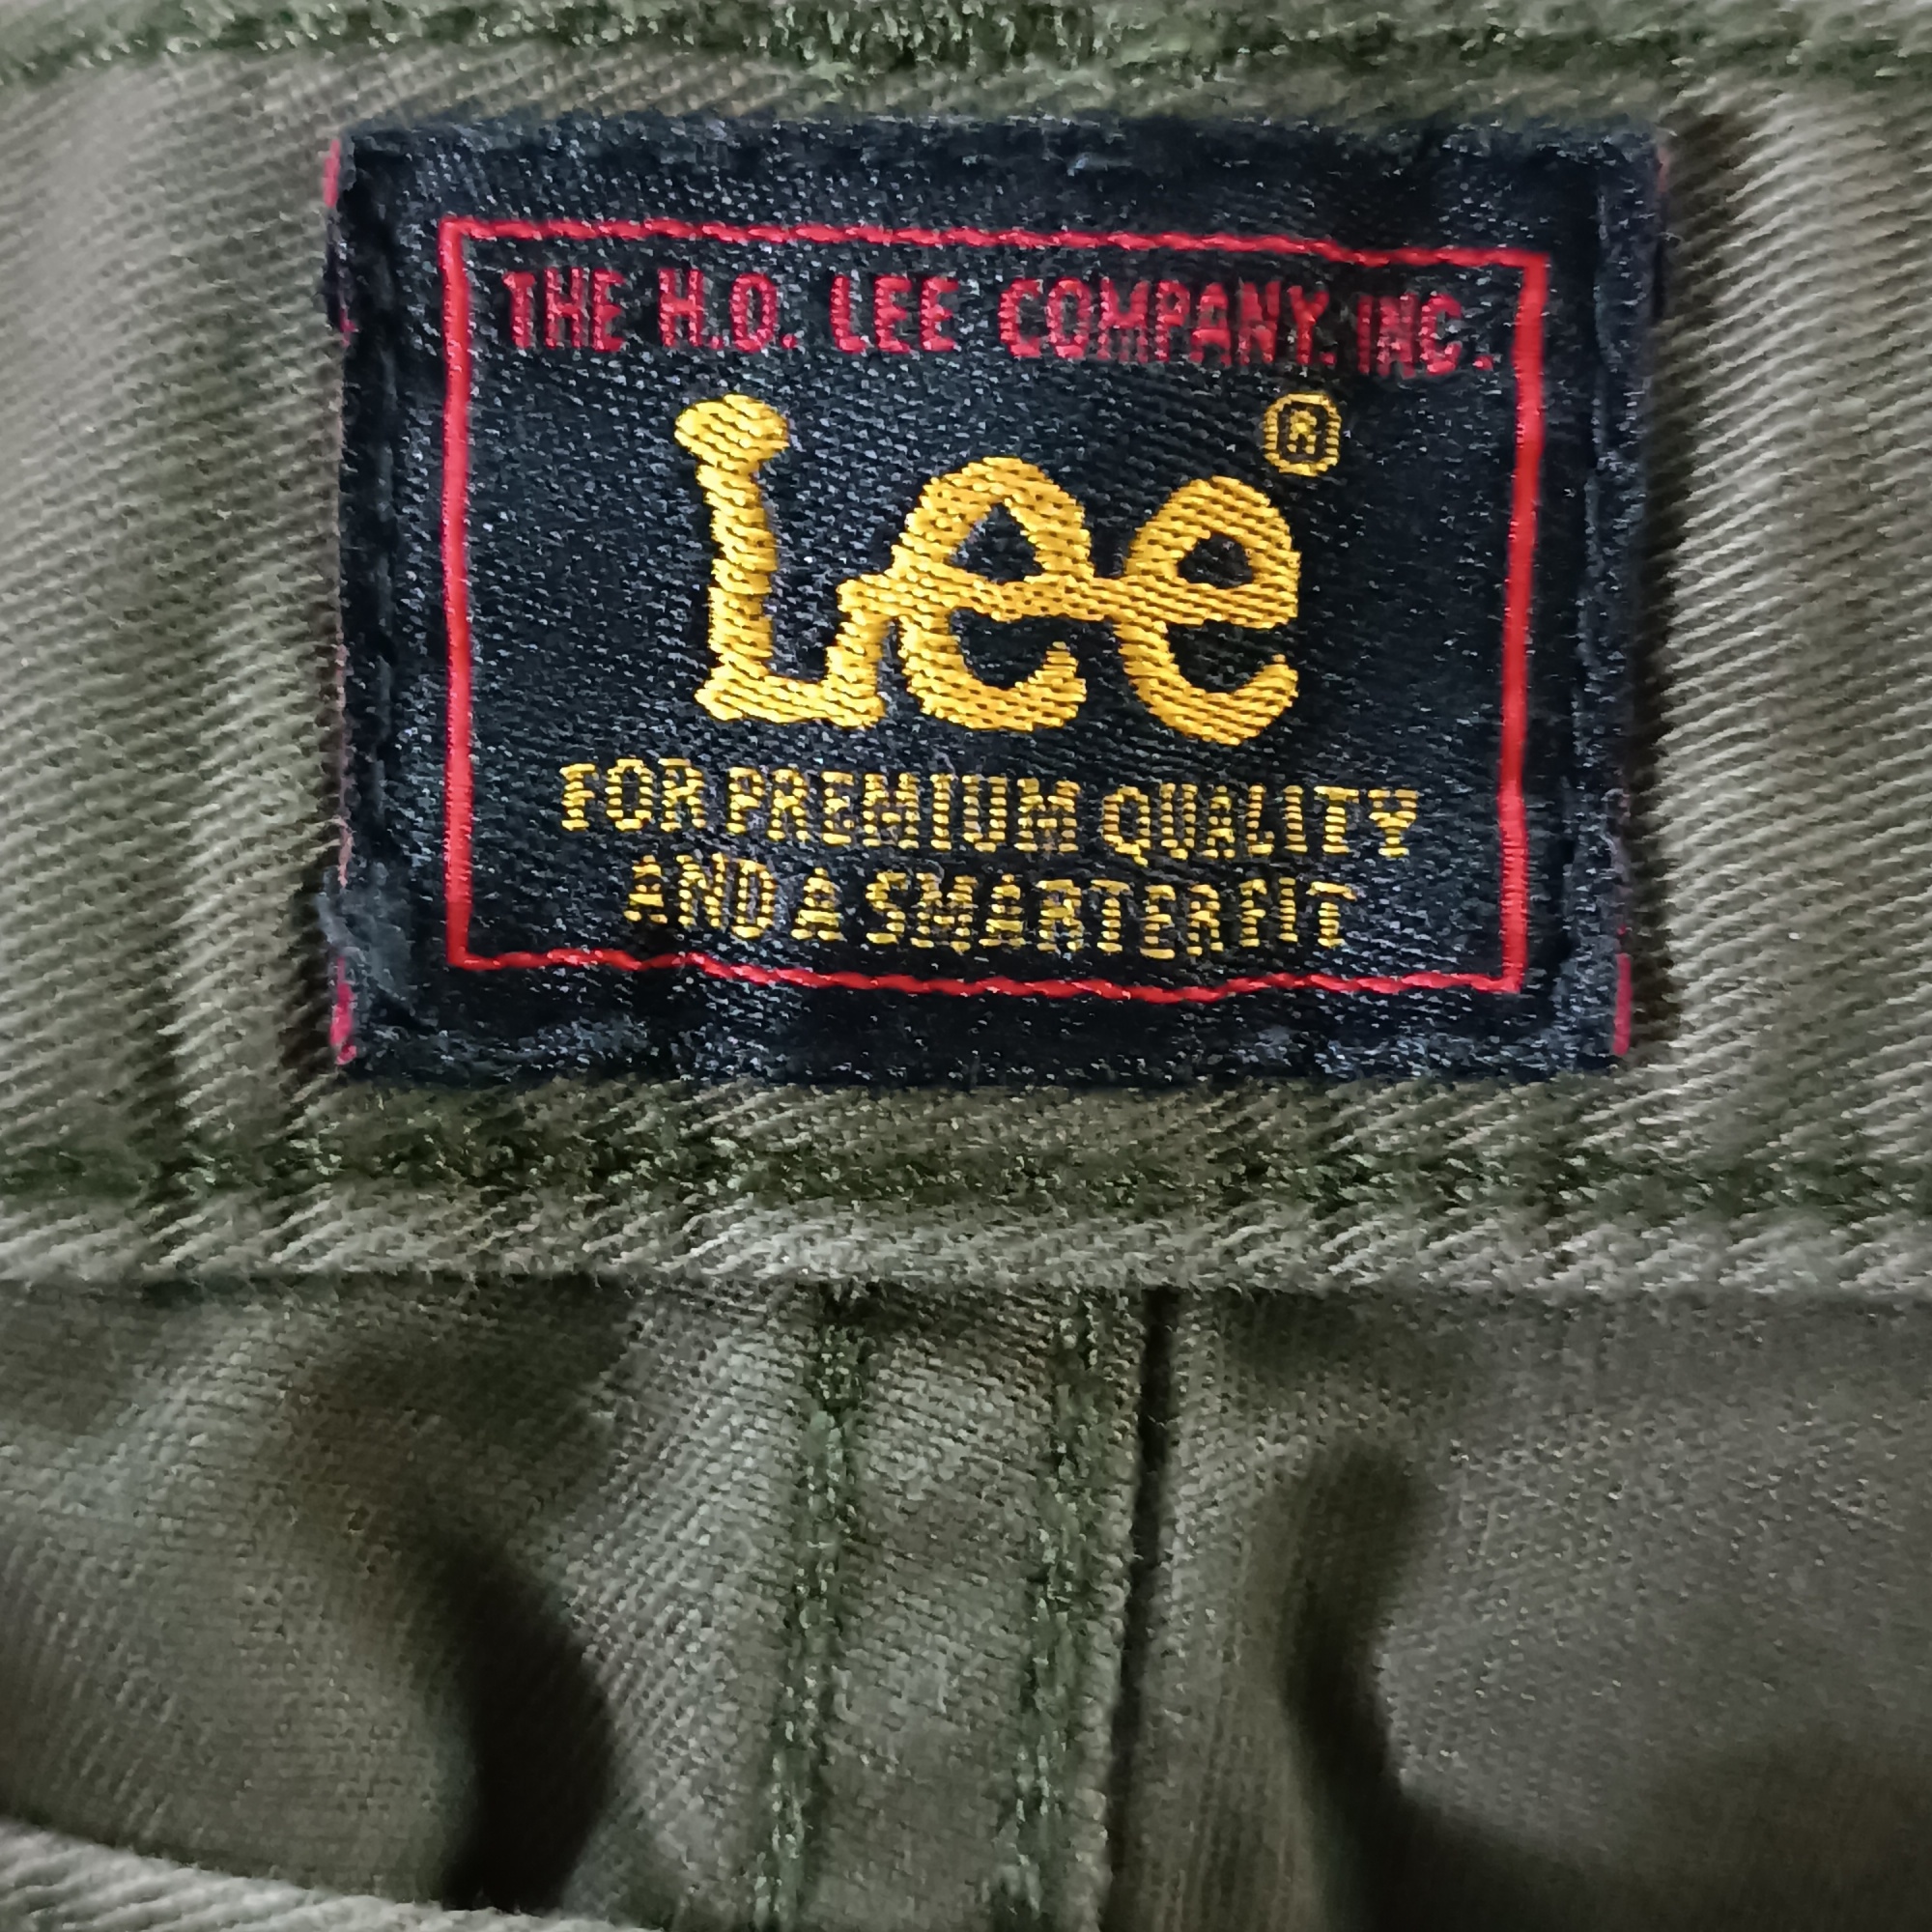 THE H.D. LEE COMPANY. INC.
Lee®
FOR PREMIUM QUALITY
AND A SMARTER FIT